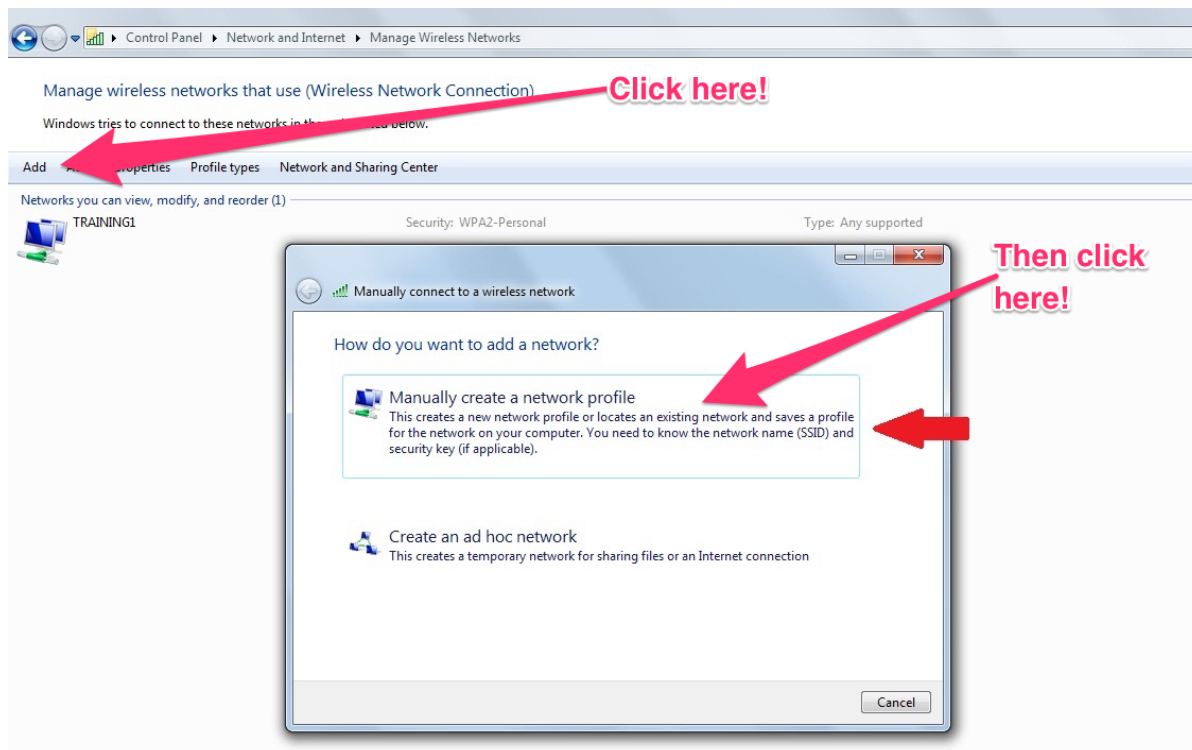 Control Panel Network and Internet Manage Wireless Networks
Manage wireless networks that use (Wireless Network Connection)
Click here!
Windows tries to connect to these networks in the below.
Add Properties Profile types Network and Sharing Center
Networks you can view, modify, and reorder (1)
TRAINING1 Security: WPA2-Personal Type: Any supported
Then click
here!
Manually connect to a wireless network
How do you want to add a network?
Manually create a network profile
This creates a new network profile or locates an existing network and saves a profile
for the network on your computer. You need to know the network name (SSID) and
security key (if applicable).
Create an ad hoc network
This creates a temporary network for sharing files or an Internet connection
Cancel